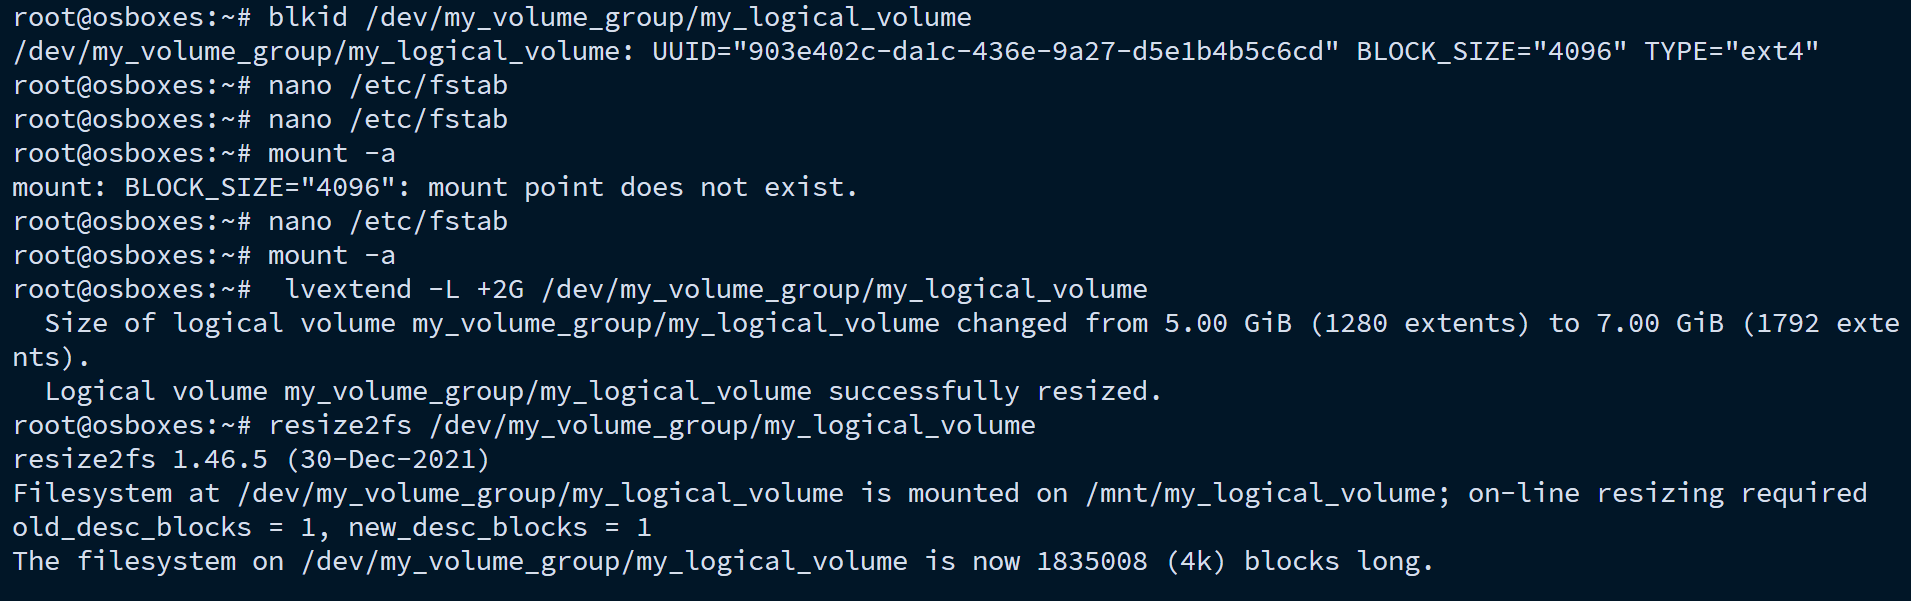 root@osboxes:~# blkid /dev/my_volume_group/my_logical_volume
/dev/my_volume_group/my_logical_volume: UUID="903e402c-da1c-436e-9a27-d5e1b4b5c6cd" BLOCK_SIZE="4096" TYPE="ext4"
root@osboxes:~# nano /etc/fstab
root@osboxes:~# nano /etc/fstab
root@osboxes:~# mount -a
mount: BLOCK_SIZE="4096": mount point does not exist.
root@osboxes:~# nano /etc/fstab
root@osboxes:~# mount -a
root@osboxes:~#  lvextend -L +2G /dev/my_volume_group/my_logical_volume
  Size of logical volume my_volume_group/my_logical_volume changed from 5.00 GiB (1280 extents) to 7.00 GiB (1792 exte
nts).
  Logical volume my_volume_group/my_logical_volume successfully resized.
root@osboxes:~# resize2fs /dev/my_volume_group/my_logical_volume
resize2fs 1.46.5 (30-Dec-2021)
Filesystem at /dev/my_volume_group/my_logical_volume is mounted on /mnt/my_logical_volume; on-line resizing required
old_desc_blocks = 1, new_desc_blocks = 1
The filesystem on /dev/my_volume_group/my_logical_volume is now 1835008 (4k) blocks long.